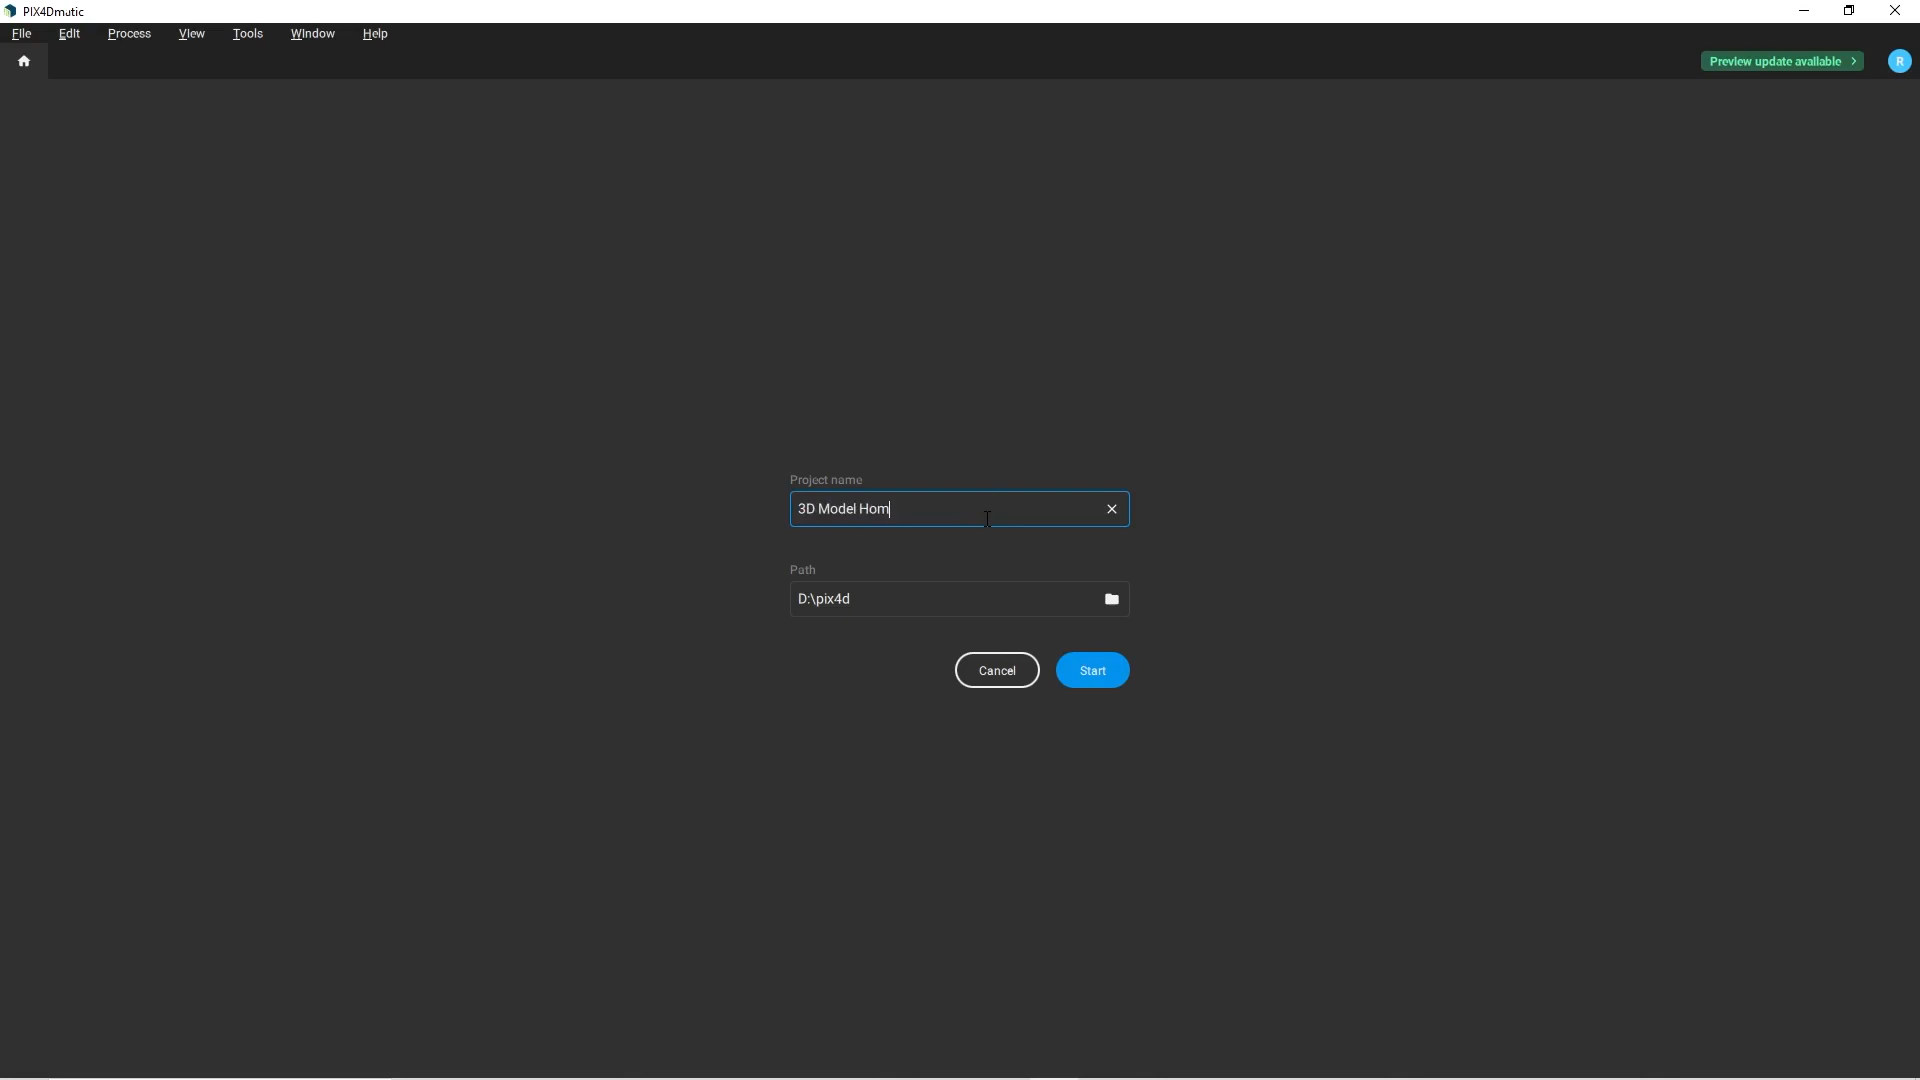 PIX4Dmatic
File Edit Process View Tools Window Help
Preview update available
R
Project name
3D Model Hom
Path
D:\pix4d
Cancel Start